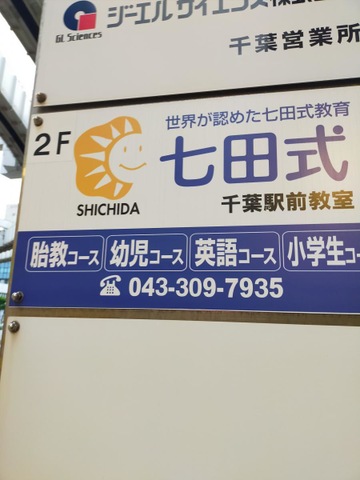 GL Sciences
ジーエルサイエンス株式会社
千葉営業所
2F
世界が認めた七田式教育
七田式
SHICHIDA
千葉駅前教室
胎教コース 幼児コース 英語コース 小学生コー
043-309-7935